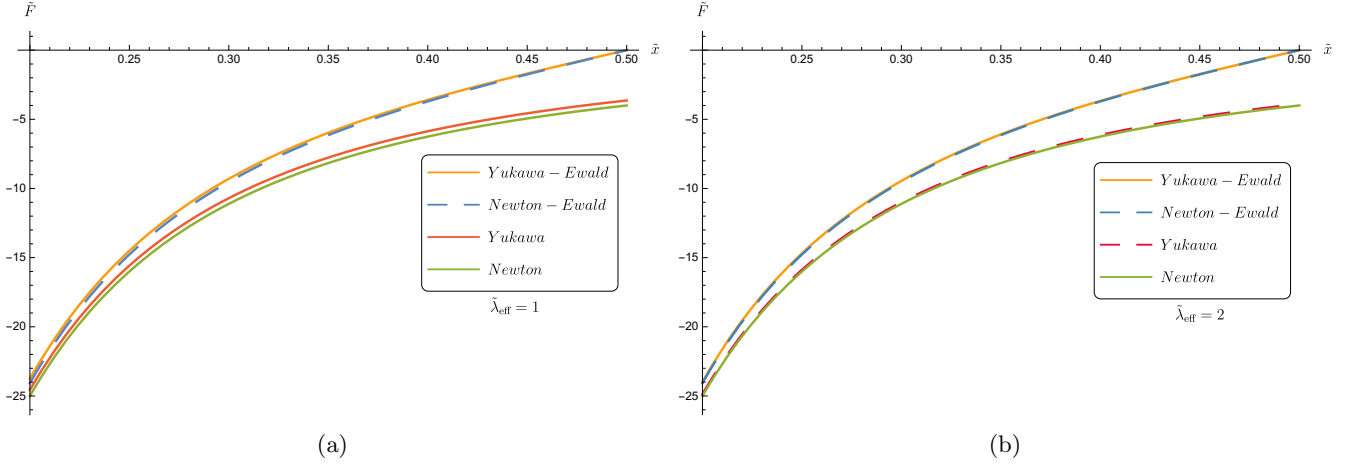 F̃
x̃
0.25 0.30 0.35 0.40 0.45 0.50
−5
−10
−15
−20
−25
Yukawa − Ewald
Newton − Ewald
Yukawa
Newton
λ̃eff = 1
(a)
F̃
x̃
0.25 0.30 0.35 0.40 0.45 0.50
−5
−10
−15
−20
−25
Yukawa − Ewald
Newton − Ewald
Yukawa
Newton
λ̃eff = 2
(b)